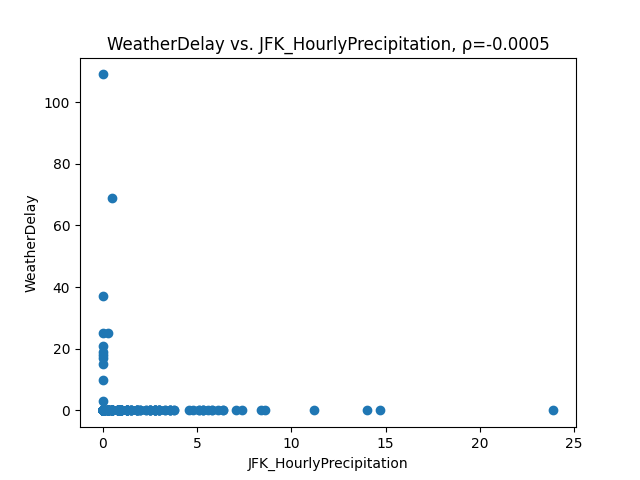 WeatherDelay vs. JFK_HourlyPrecipitation, ρ=-0.0005
100
80
60
40
20
0
WeatherDelay
0 5 10 15 20 25
JFK_HourlyPrecipitation